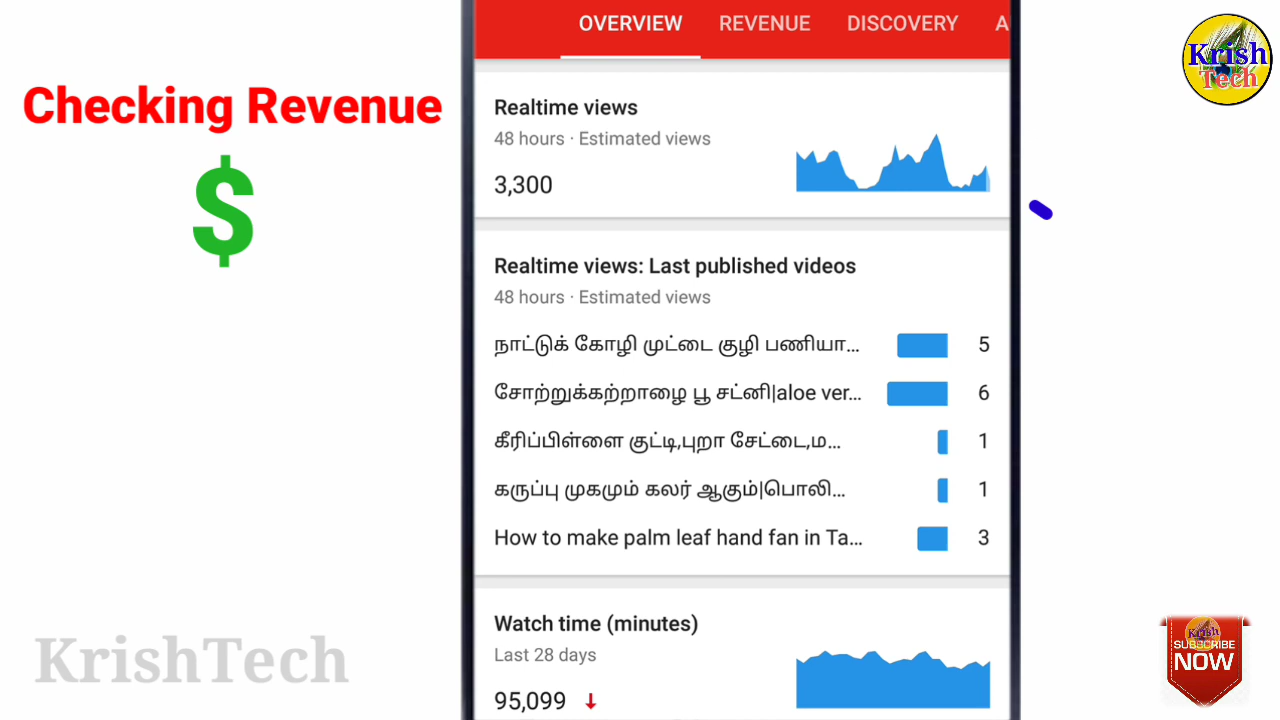 OVERVIEW REVENUE DISCOVERY A
Krish
Tech
Checking Revenue
$
Realtime views
48 hours · Estimated views
3,300
Realtime views: Last published videos
48 hours · Estimated views
நாட்டுக் கோழி முட்டை குழி பணியா... 5
சோற்றுக்கற்றாழை பூ சட்னி|aloe ver... 6
கீரிப்பிள்ளை குட்டி,புறா சேட்டை,ம... 1
கருப்பு முகமும் கலர் ஆகும்|பொலி... 1
How to make palm leaf hand fan in Ta... 3
Watch time (minutes)
Last 28 days
95,099
KrishTech
Krish
SUBSCRIBE
NOW